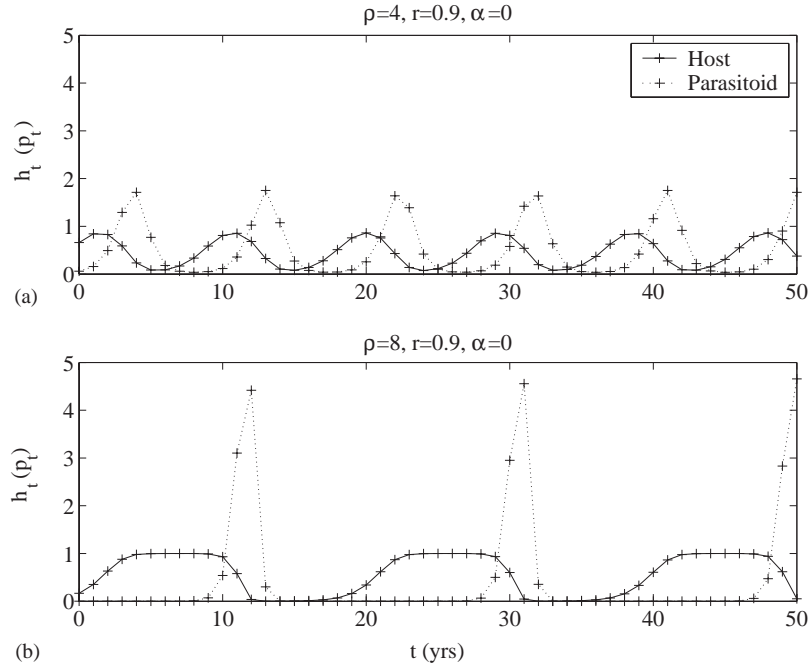 ρ=4, r=0.9, α=0
5
4
3
2
1
0
h_t (p_t)
Host
Parasitoid
0
10
20
30
40
50
(a)
ρ=8, r=0.9, α=0
5
4
3
2
1
0
h_t (p_t)
0
10
20
30
40
50
(b)
t (yrs)